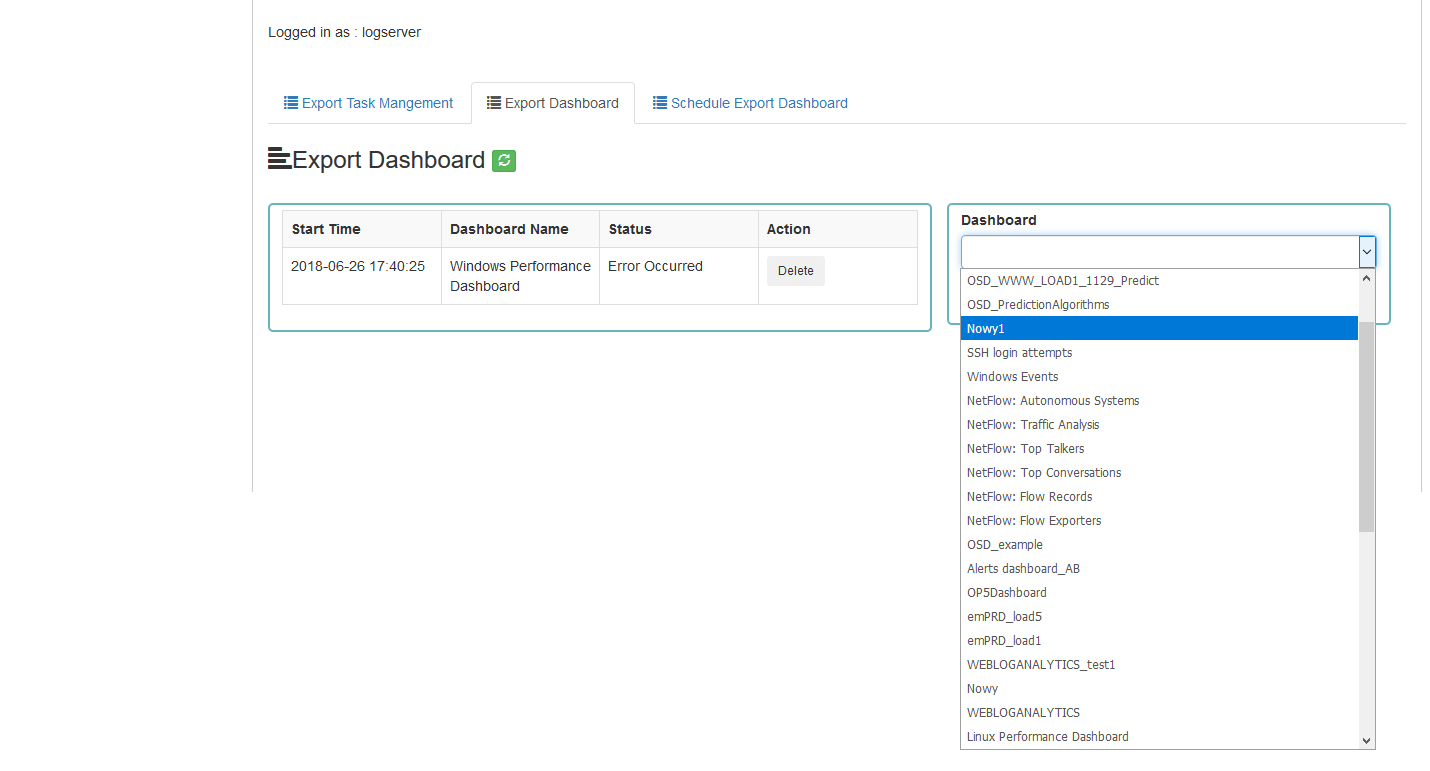 Logged in as : logserver
Export Task Mangement
Export Dashboard
Schedule Export Dashboard
Export Dashboard
Start Time
Dashboard Name
Status
Action
2018-06-26 17:40:25
Windows Performance
Dashboard
Error Occurred
Delete
Dashboard
OSD_WWW_LOAD1_1129_Predict
OSD_PredictionAlgorithms
Nowy1
SSH login attempts
Windows Events
NetFlow: Autonomous Systems
NetFlow: Traffic Analysis
NetFlow: Top Talkers
NetFlow: Top Conversations
NetFlow: Flow Records
NetFlow: Flow Exporters
OSD_example
Alerts dashboard_AB
OP5Dashboard
emPRD_load5
emPRD_load1
WEBLOGANALYTICS_test1
Nowy
WEBLOGANALYTICS
Linux Performance Dashboard